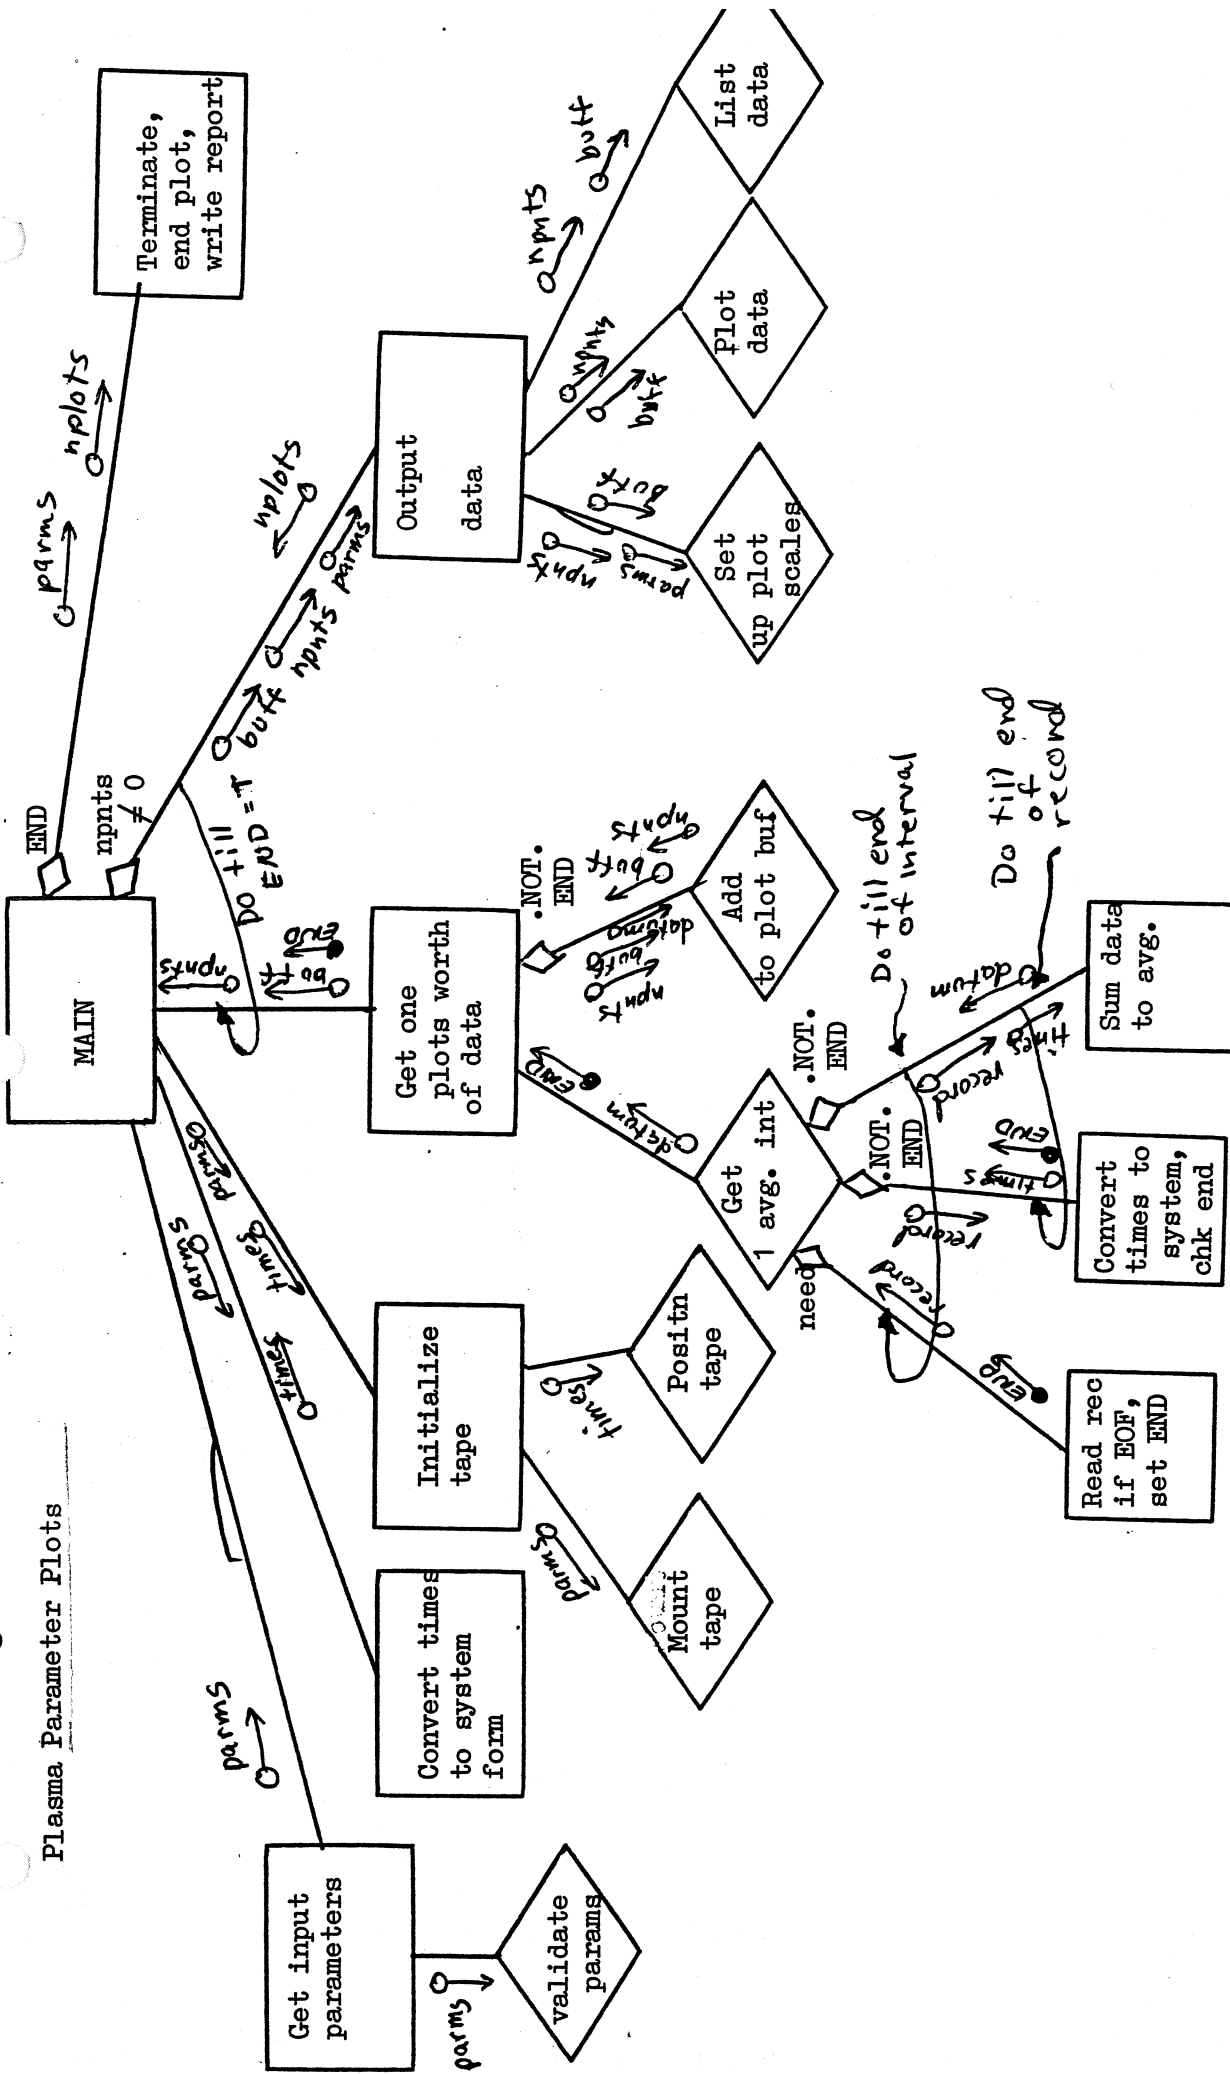 Plasma Parameter Plots
MAIN
END
npnts
≠ 0
parms
nplots
Terminate,
end plot,
write report
parms
parms
times
parms
times
DO till
END = T
npnts
buff
END
buff
npnts
parms
nplots
Get input
parameters
parms
validate
params
Convert times
to system
form
Initialize
tape
parms
times
Mount
tape
Positn
tape
Get one
plots worth
of data
END
datum
.NOT.
END
npnts
buff
datum
buff
npnts
Add
to plot buf
Output
data
npnts
parms
buff
npnts
buff
npnts
buff
Set
up plot
scales
Plot
data
List
data
Get
1 avg. int
need
.NOT.
END
.NOT.
END
Do till end
of interval
Do till end
of
record
record
END
record
times
END
record
times
datum
Read rec
if EOF,
set END
Convert
times to
system,
chk end
Sum data
to avg.